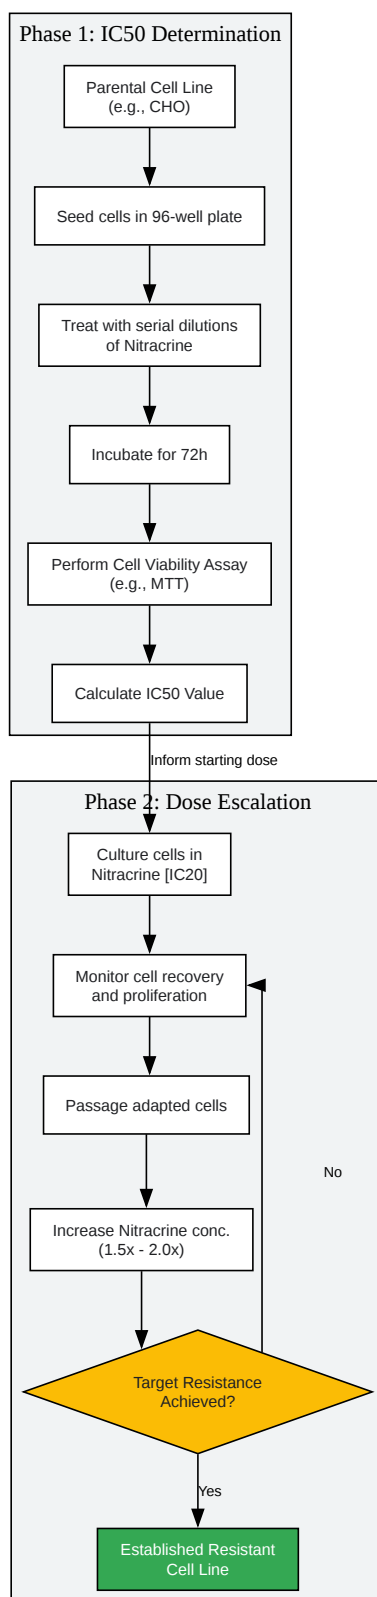 Phase 1: IC50 Determination
Parental Cell Line
(e.g., CHO)
Seed cells in 96-well plate
Treat with serial dilutions
of Nitracrine
Incubate for 72h
Perform Cell Viability Assay
(e.g., MTT)
Calculate IC50 Value
Inform starting dose
Phase 2: Dose Escalation
Culture cells in
Nitracrine [IC20]
Monitor cell recovery
and proliferation
Passage adapted cells
No
Increase Nitracrine conc.
(1.5x - 2.0x)
Target Resistance
Achieved?
Yes
Established Resistant
Cell Line